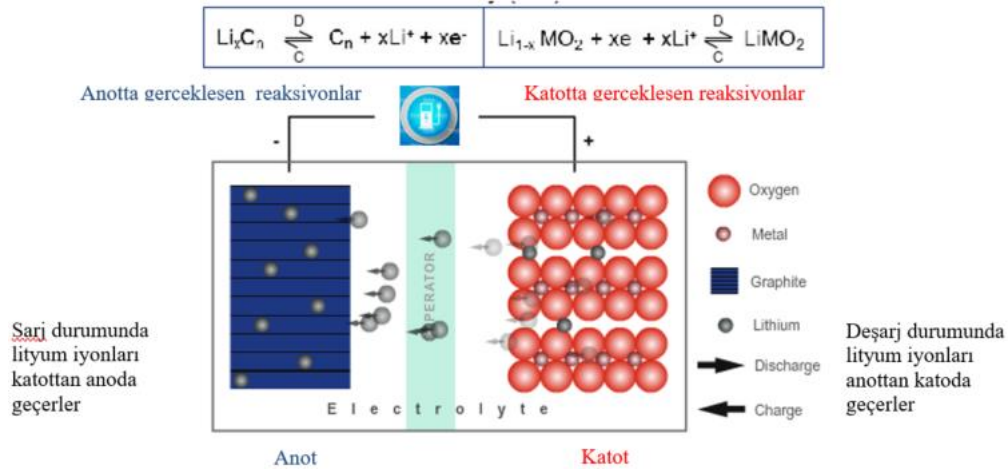 LiₓCₙ ⇌ Cₙ + xLi⁺ + xe⁻
D
C
Li₁₋ₓ MO₂ + xe + xLi⁺ ⇌ LiMO₂
D
C
Anotta gerceklesen reaksivonlar
Katotta gerceklesen reaksivonlar
-
+
Oxygen
Metal
Graphite
Lithium
Discharge
Charge
PERATOR
Electrolyte
Sarj durumunda
lityum iyonları
katottan anoda
geçerler
Deşarj durumunda
lityum iyonları
anottan katoda
geçerler
Anot
Katot